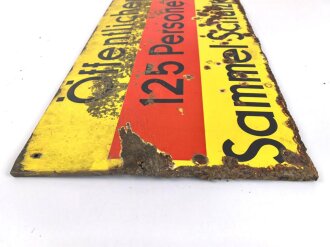 Öffentlicher
125 Persone
Sammel-Schutz